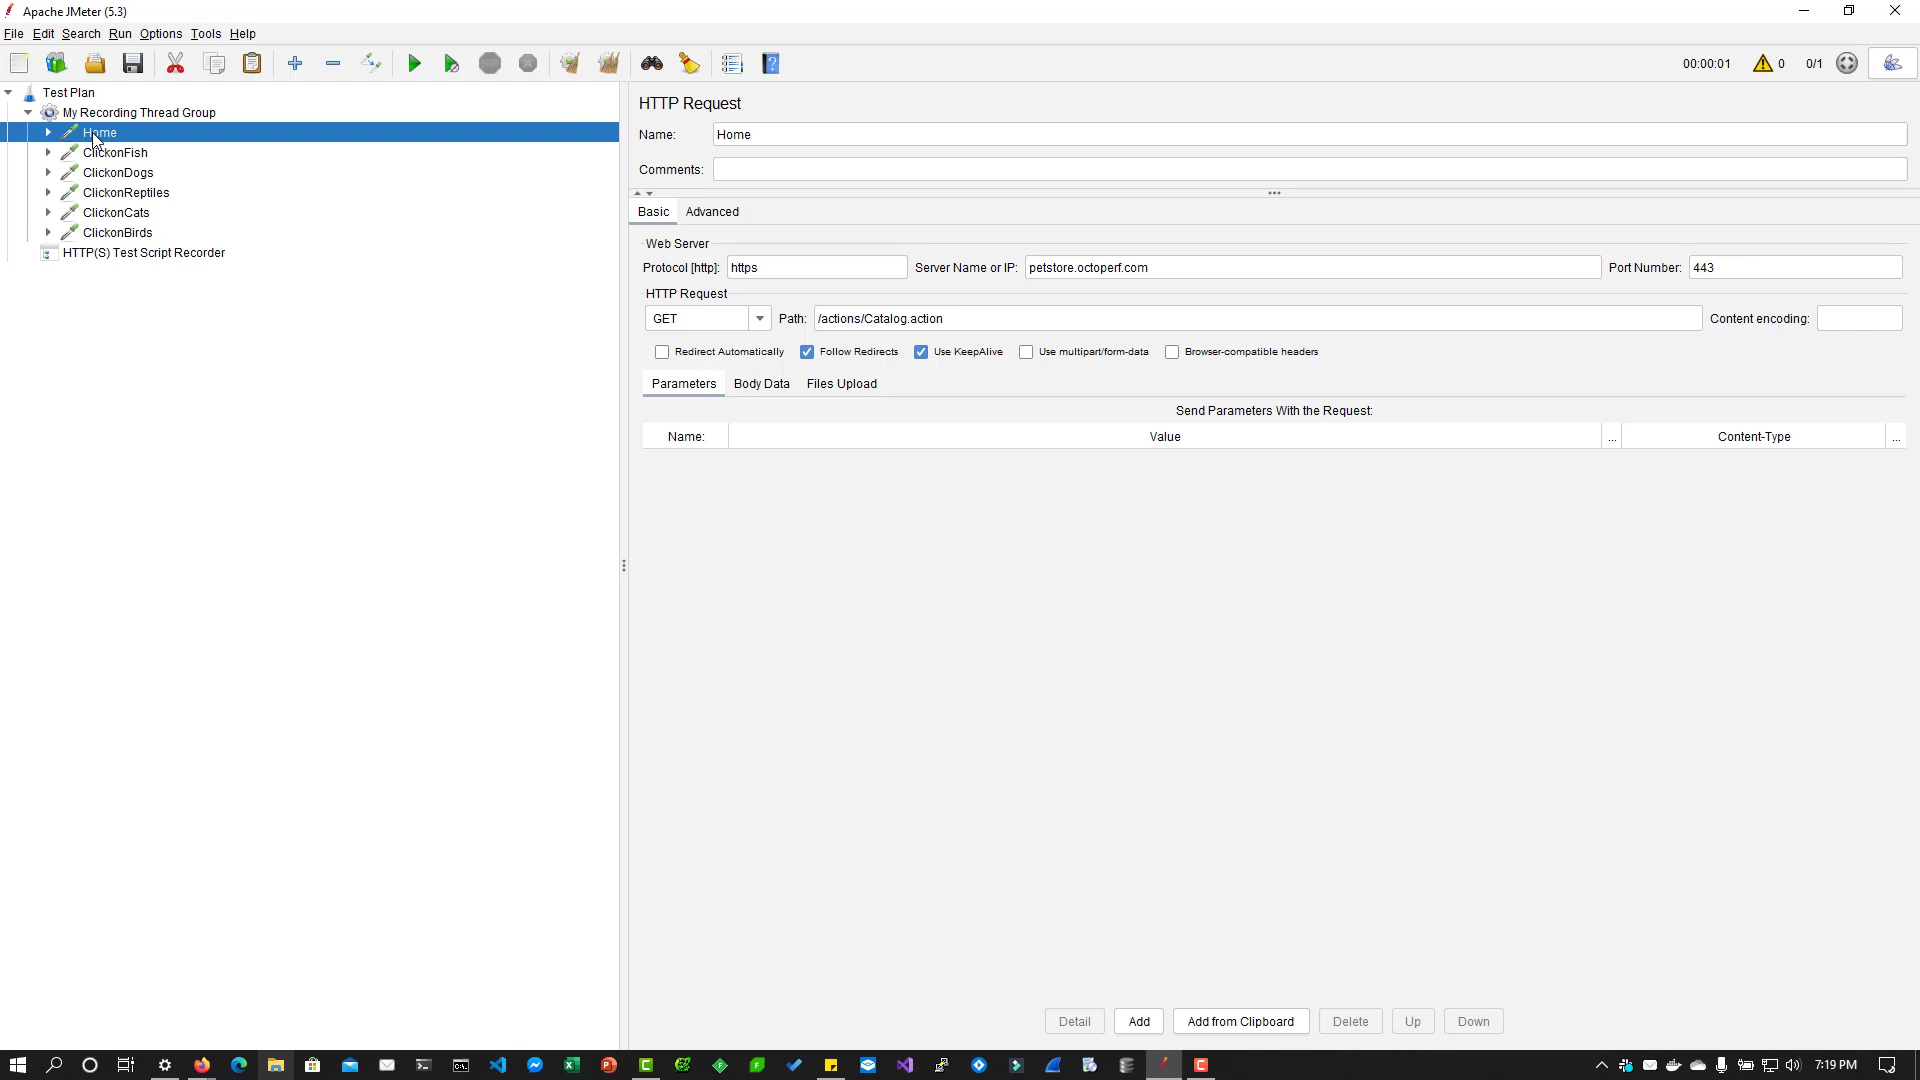 Apache JMeter (5.3)
File Edit Search Run Options Tools Help
00:00:01 0 0/1
Test Plan
My Recording Thread Group
Home
ClickonFish
ClickonDogs
ClickonReptiles
ClickonCats
ClickonBirds
HTTP(S) Test Script Recorder
HTTP Request
Name: Home
Comments:
Basic Advanced
Web Server
Protocol [http]: https Server Name or IP: petstore.octoperf.com Port Number: 443
HTTP Request
GET Path: /actions/Catalog.action Content encoding:
Redirect Automatically Follow Redirects Use KeepAlive Use multipart/form-data Browser-compatible headers
Parameters Body Data Files Upload
Send Parameters With the Request:
Name: Value ... Content-Type ...
Detail Add Add from Clipboard Delete Up Down
7:19 PM